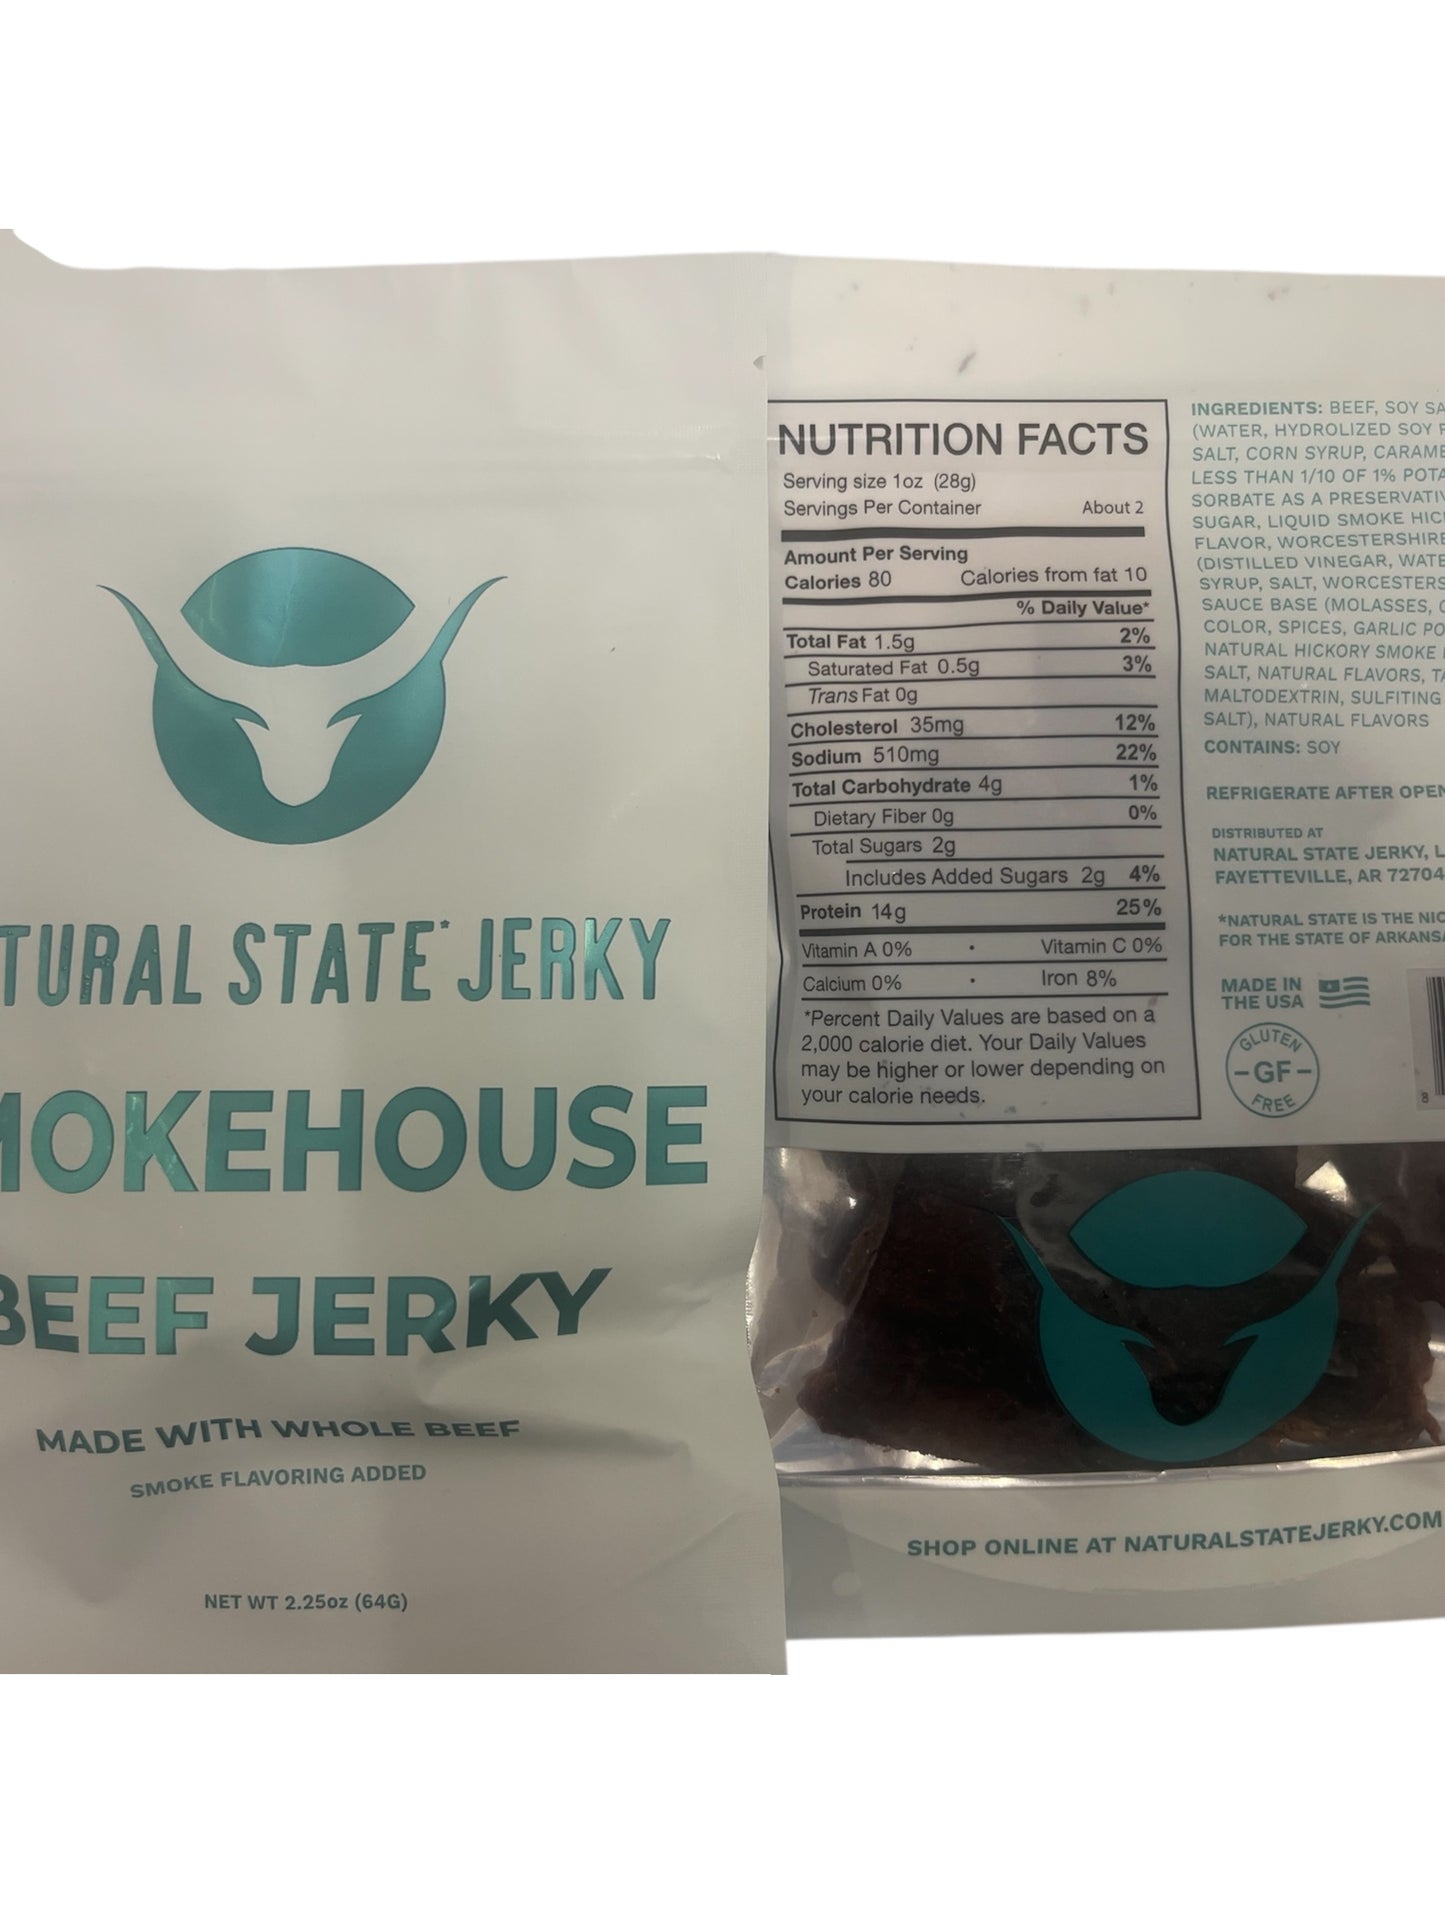 TURAL STATE* JERKY
MOKEHOUSE
BEEF JERKY
MADE WITH WHOLE BEEF
SMOKE FLAVORING ADDED
NET WT 2.25oz (64G)
NUTRITION FACTS
Serving size 1oz (28g)
Servings Per Container About 2
Amount Per Serving
Calories 80 Calories from fat 10
% Daily Value*
Total Fat 1.5g 2%
Saturated Fat 0.5g 3%
Trans Fat 0g
Cholesterol 35mg 12%
Sodium 510mg 22%
Total Carbohydrate 4g 1%
Dietary Fiber 0g 0%
Total Sugars 2g
Includes Added Sugars 2g 4%
Protein 14g 25%
Vitamin A 0% • Vitamin C 0%
Calcium 0% • Iron 8%
*Percent Daily Values are based on a
2,000 calorie diet. Your Daily Values
may be higher or lower depending on
your calorie needs.
INGREDIENTS: BEEF, SOY SA
(WATER, HYDROLIZED SOY
SALT, CORN SYRUP, CARAME
LESS THAN 1/10 OF 1% POTA
SORBATE AS A PRESERVATIV
SUGAR, LIQUID SMOKE HIC
FLAVOR, WORCESTERSHIRE
(DISTILLED VINEGAR, WATE
SYRUP, SALT, WORCESTERS
SAUCE BASE (MOLASSES,
COLOR, SPICES, GARLIC PO
NATURAL HICKORY SMOKE
SALT, NATURAL FLAVORS, TA
MALTODEXTRIN, SULFITING
SALT), NATURAL FLAVORS
CONTAINS: SOY
REFRIGERATE AFTER OPEN
DISTRIBUTED AT
NATURAL STATE JERKY, L
FAYETTEVILLE, AR 72704
*NATURAL STATE IS THE NIC
FOR THE STATE OF ARKANSA
MADE IN
THE USA
GLUTEN
-GF-
FREE
8
SHOP ONLINE AT NATURALSTATEJERKY.COM